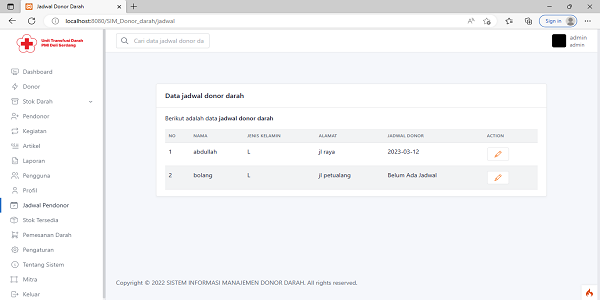 Jadwal Donor Darah
localhost:8080/SIM_Donor_darah/jadwal
Sign in
Unit Transfusi Darah
PMI Deli Serdang
Cari data jadwal donor da
admin
admin
Dashboard
Donor
Stok Darah
Pendonor
Kegiatan
Artikel
Laporan
Pengguna
Profil
Jadwal Pendonor
Stok Tersedia
Pemesanan Darah
Pengaturan
Tentang Sistem
Mitra
Keluar
Data jadwal donor darah
Berikut adalah data jadwal donor darah
NO NAMA JENIS KELAMIN ALAMAT JADWAL DONOR ACTION
1 abdullah L jl raya 2023-03-12
2 bolang L jl petualang Belum Ada Jadwal
Copyright © 2022 SISTEM INFORMASI MANAJEMEN DONOR DARAH. All rights reserved.